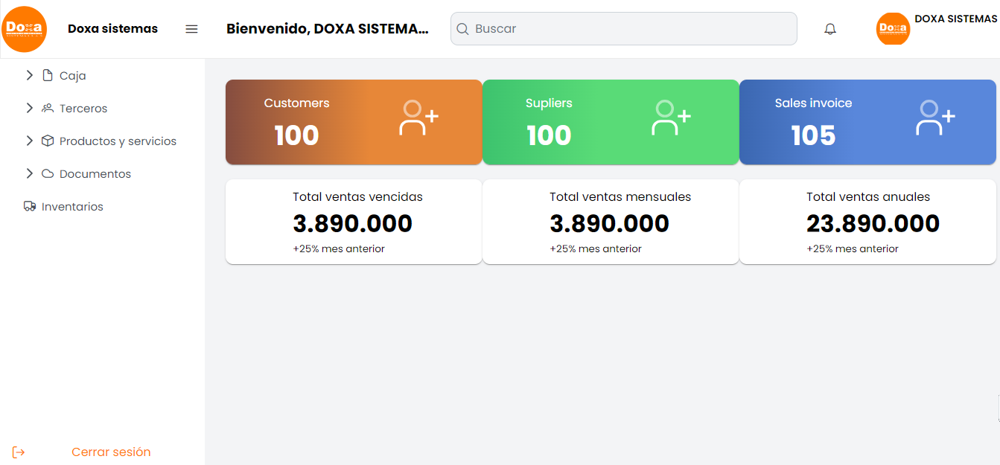 Doxa
Doxa sistemas
Bienvenido, DOXA SISTEMA...
Buscar
Doxa
DOXA SISTEMAS
Caja
Terceros
Productos y servicios
Documentos
Inventarios
Cerrar sesión
Customers
100
Supliers
100
Sales invoice
105
Total ventas vencidas
3.890.000
+25% mes anterior
Total ventas mensuales
3.890.000
+25% mes anterior
Total ventas anuales
23.890.000
+25% mes anterior